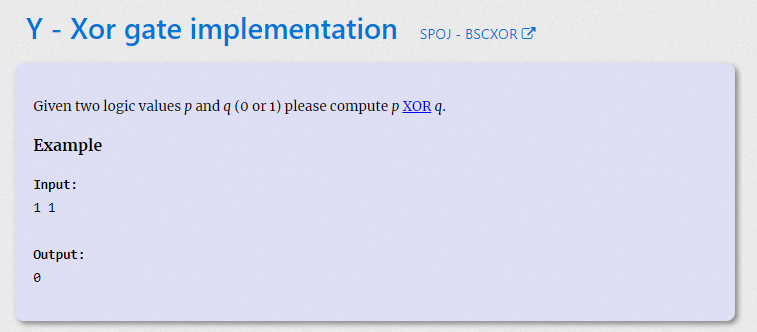 Y - Xor gate implementation SPOJ - BSCXOR
Given two logic values p and q (0 or 1) please compute p XOR q.
Example
Input:
1 1
Output:
0